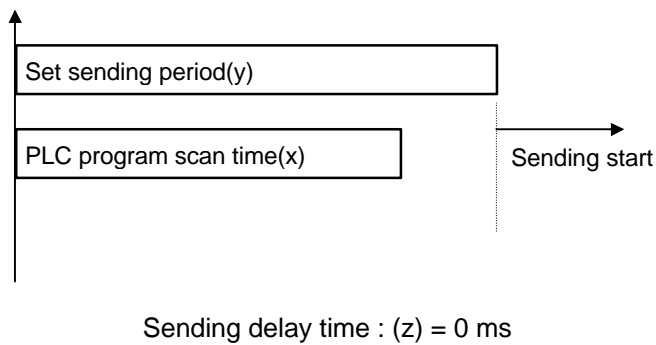 Set sending period(y)
PLC program scan time(x)
Sending start
Sending delay time : (z) = 0 ms